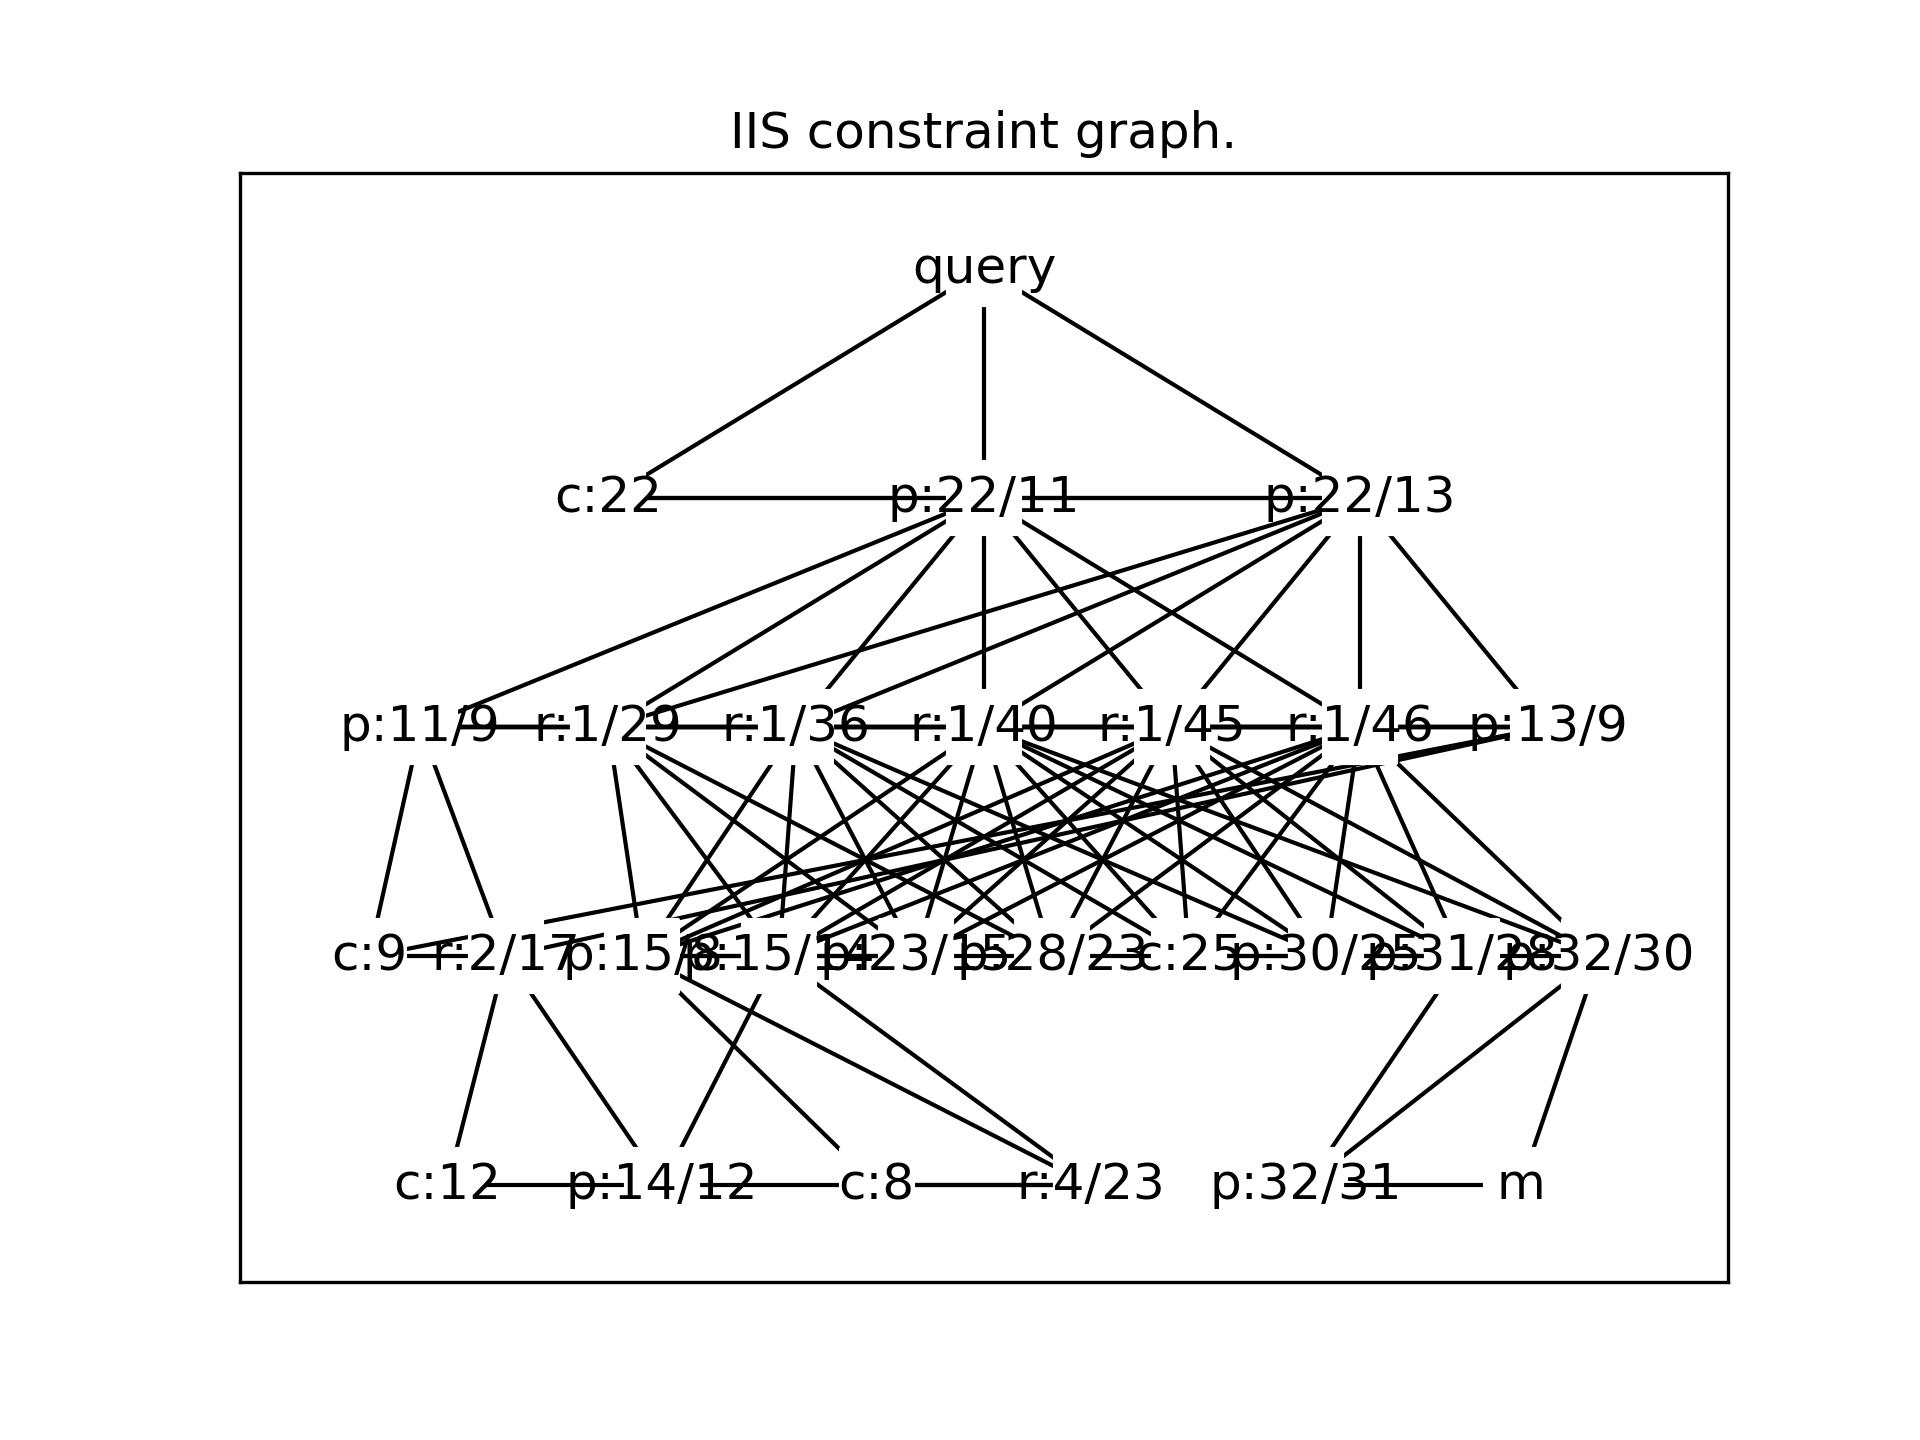 IIS constraint graph.
query
c:22 p:22/11 p:22/13
p:11/9 r:1/29 r:1/36 r:1/40 r:1/45 r:1/46 p:13/9
c:9 r:2/17 p:15/8 p:15/14 p:23/15 p:28/23 c:25 p:30/25 p:31/28 p:32/30
c:12 p:14/12 c:8 r:4/23 p:32/31 m